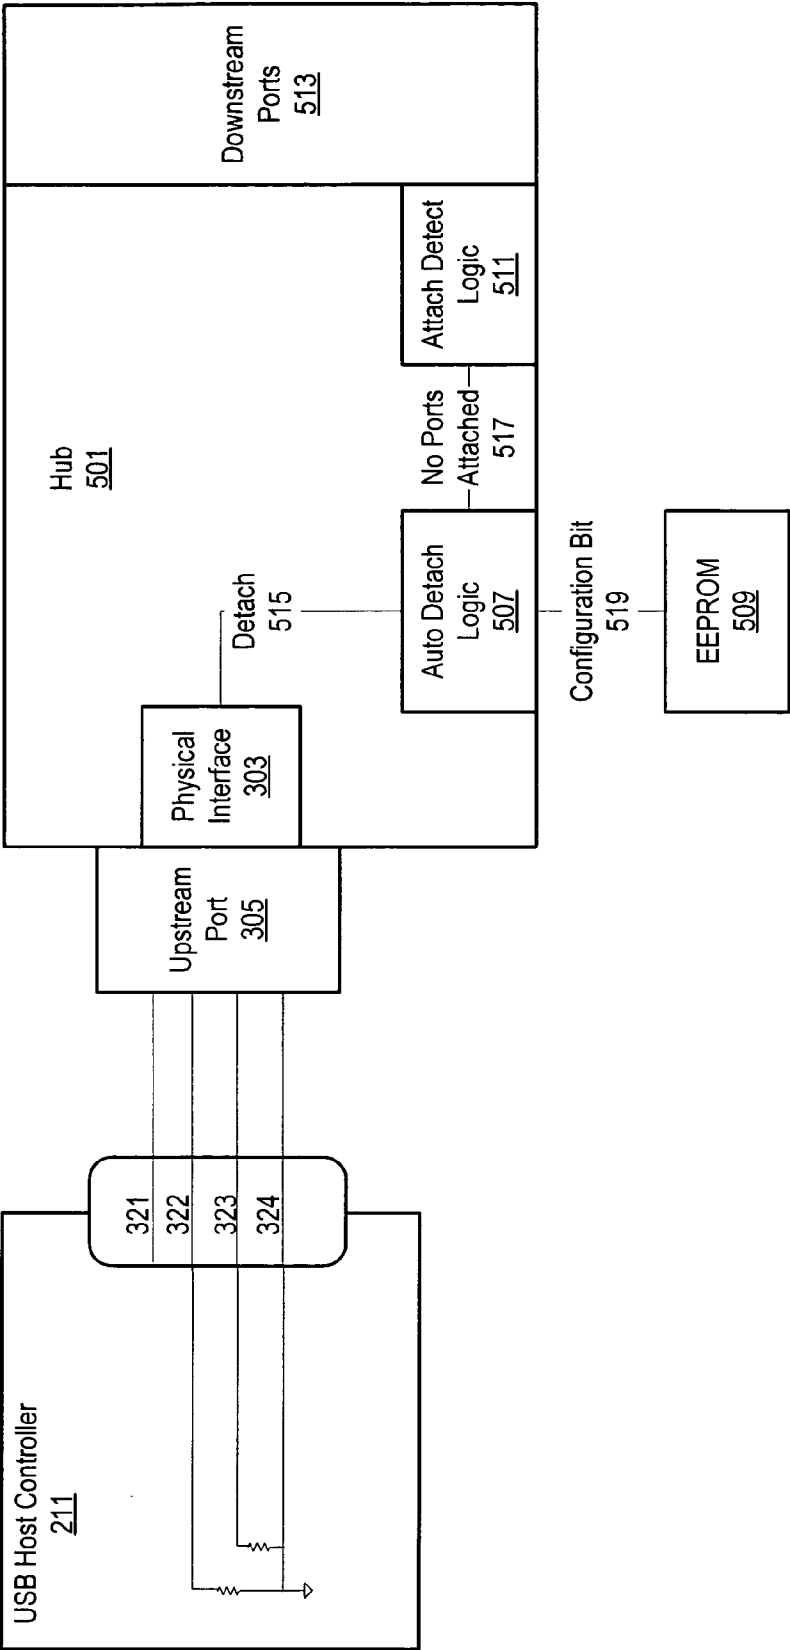 USB Host Controller
211
321
322
323
324
Upstream
Port
305
Physical
Interface
303
Hub
501
Detach
515
Auto Detach
Logic
507
No Ports
Attached
517
Attach Detect
Logic
511
Downstream
Ports
513
Configuration Bit
519
EEPROM
509